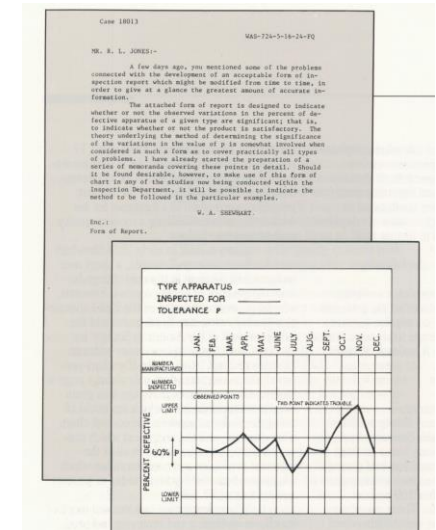 Case 18013
WAS-724-5-16-24-FQ
MR. R. L. JONES:-
A few days ago, you mentioned some of the problems
connected with the development of an acceptable form of in-
spection report which might be modified from time to time, in
order to give at a glance the greatest amount of accurate in-
formation.
The attached form of report is designed to indicate
whether or not the observed variations in the percent of de-
fective apparatus of a given type are significant; that is,
to indicate whether or not the product is satisfactory. The
theory underlying the method of determining the significance
of the variations in the value of p is somewhat involved when
considered in such a form as to cover practically all types
of problems. I have already started the preparation of a
series of memoranda covering these points in detail. Should
it be found desirable, however, to make use of this form of
chart in any of the studies now being conducted within the
Inspection Department, it will be possible to indicate the
method to be followed in the particular examples.
W. A. SHEWHART.
Enc.:
Form of Report.
TYPE APPARATUS
INSPECTED FOR
TOLERANCE P
JAN. FEB. MAR. APR. MAY. JUNE JULY AUG. SEPT. OCT. NOV. DEC.
NUMBER
MANUFACTURED
NUMBER
INSPECTED
OBSERVED POINTS
THIS POINT INDICATES TROUBLE
UPPER
LIMIT
PERCENT DEFECTIVE
60% P
LOWER
LIMIT